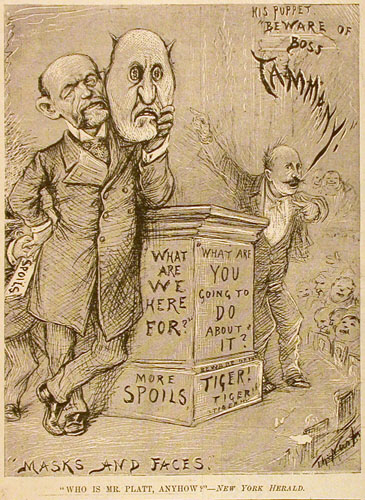 HIS PUPPET
"BEWARE OF
BOSS
TAMMANY!
SPOILS
WHAT
ARE
WE
HERE
FOR?"
MORE
SPOILS
"WHAT ARE
YOU
GOING TO
DO
ABOUT
IT?
TIGER!
TIGER!
"MASKS AND FACES."
"WHO IS MR. PLATT, ANYHOW?"—NEW YORK HERALD.